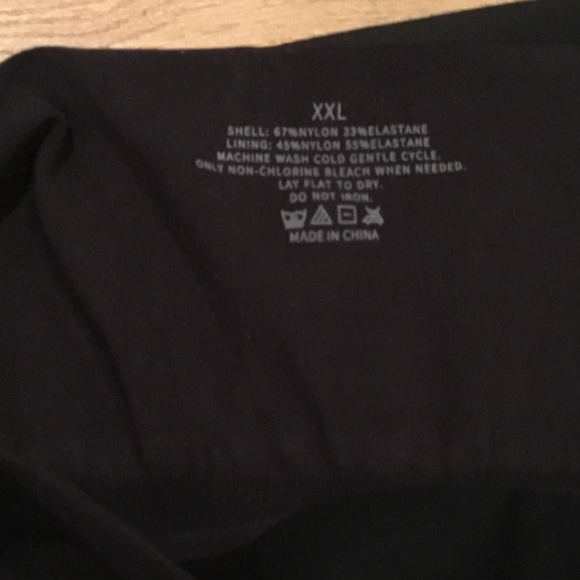 XXL
SHELL: 67%NYLON 33%ELASTANE
LINING: 45%NYLON 55%ELASTANE
MACHINE WASH COLD GENTLE CYCLE.
ONLY NON-CHLORINE BLEACH WHEN NEEDED.
LAY FLAT TO DRY.
DO NOT IRON.
MADE IN CHINA